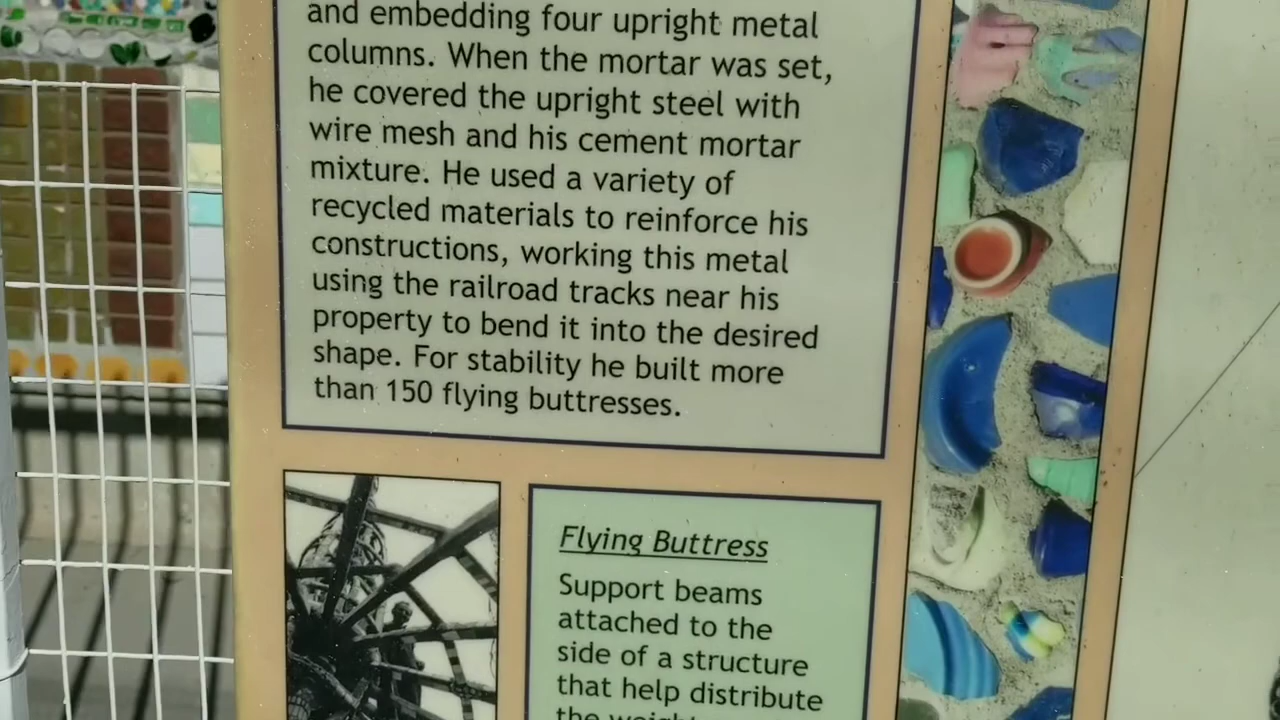 and embedding four upright metal
columns. When the mortar was set,
he covered the upright steel with
wire mesh and his cement mortar
mixture. He used a variety of
recycled materials to reinforce his
constructions, working this metal
using the railroad tracks near his
property to bend it into the desired
shape. For stability he built more
than 150 flying buttresses.
Flying Buttress
Support beams
attached to the
side of a structure
that help distribute
the weight